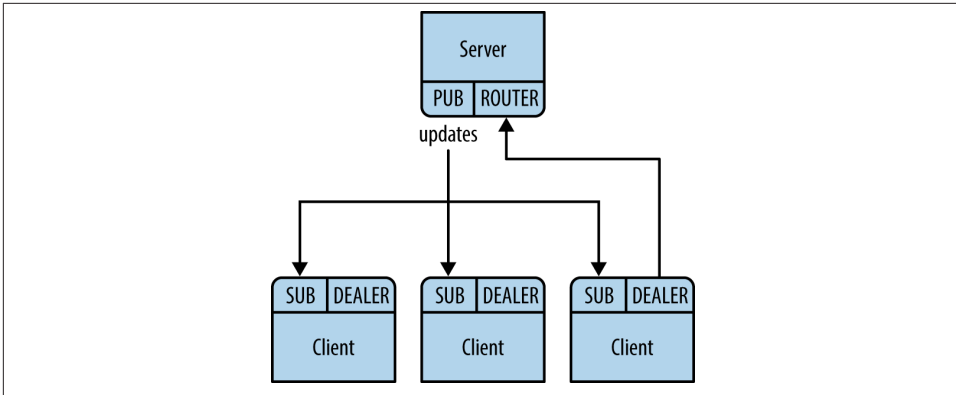 Server
PUB ROUTER
updates
SUB DEALER SUB DEALER SUB DEALER
Client Client Client